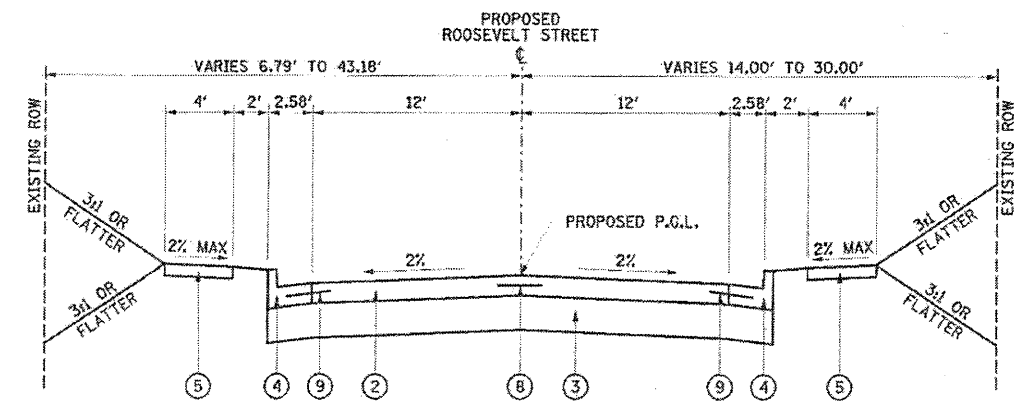 PROPOSED
ROOSEVELT STREET
℄
VARIES 6.79' TO 43.18'
VARIES 14.00' TO 30.00'
4'
2'
2.58'
12'
12'
2.58'
2'
4'
EXISTING ROW
EXISTING ROW
3:1 OR
FLATTER
3:1 OR
FLATTER
PROPOSED P.G.L.
2% MAX
2%
2%
2% MAX
3:1 OR
FLATTER
3:1 OR
FLATTER
5
4
9
2
8
3
9
4
5